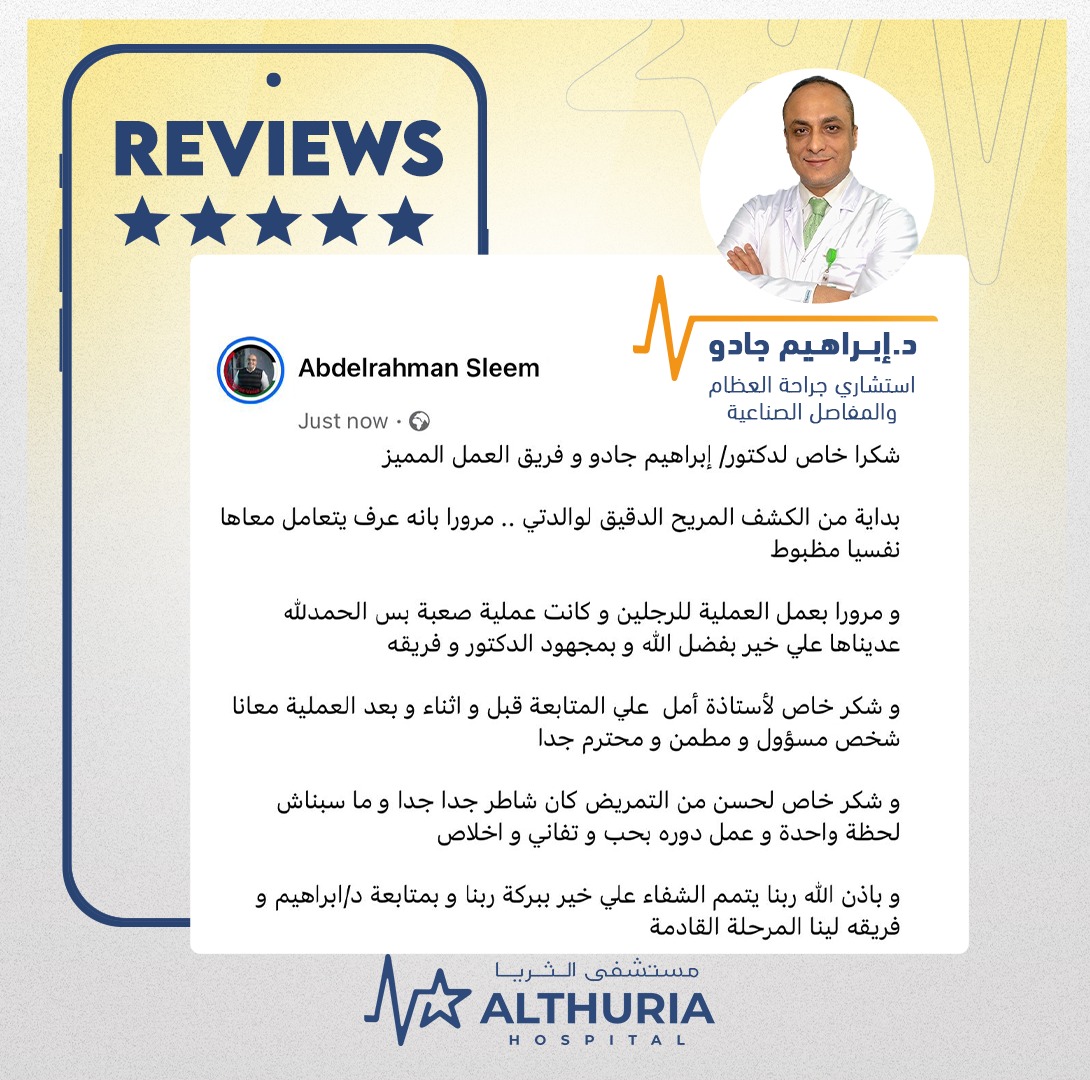 REVIEWS
د.إبراهيم جادو
استشاري جراحة العظام
والمفاصل الصناعية
Abdelrahman Sleem
Just now ·
شكرا خاص لدكتور/ إبراهيم جادو و فريق العمل المميز
بداية من الكشف المريح الدقيق لوالدتي .. مرورا بانه عرف يتعامل معاها
نفسيا مظبوط
و مرورا بعمل العملية للرجلين و كانت عملية صعبة بس الحمدلله
عديناها علي خير بفضل الله و بمجهود الدكتور و فريقه
و شكر خاص لأستاذة أمل علي المتابعة قبل و اثناء و بعد العملية معانا
شخص مسؤول و مطمن و محترم جدا
و شكر خاص لحسن من التمريض كان شاطر جدا جدا و ما سبناش
لحظة واحدة و عمل دوره بحب و تفاني و اخلاص
و باذن الله ربنا يتمم الشفاء علي خير ببركة ربنا و بمتابعة د/ابراهيم و
فريقه لينا المرحلة القادمة
مستشفى الثريا
ALTHURIA
HOSPITAL